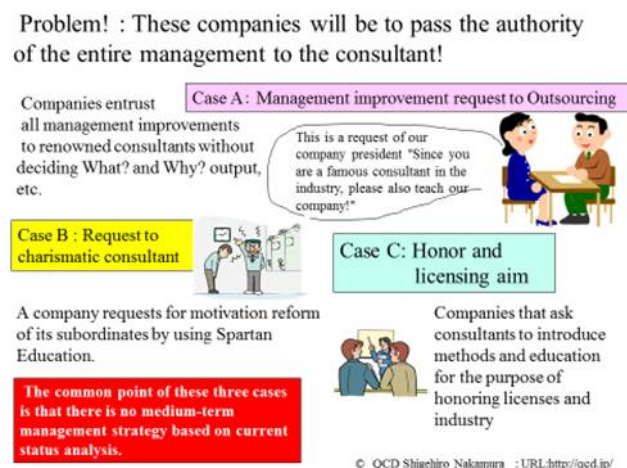 Problem! : These companies will be to pass the authority
of the entire management to the consultant!
Case A: Management improvement request to Outsourcing
Companies entrust
all management improvements
to renowned consultants without
deciding What? and Why? output,
etc.
This is a request of our
company president "Since you
are a famous consultant in the
industry, please also teach our
company!"
Case B : Request to
charismatic consultant
Case C: Honor and
licensing aim
A company requests for motivation reform
of its subordinates by using Spartan
Education.
Companies that ask
consultants to introduce
methods and education
for the purpose of
honoring licenses and
industry
The common point of these three cases
is that there is no medium-term
management strategy based on current
status analysis.
© QCD Shigehiro Nakamura : URL:http://qcd.jp/